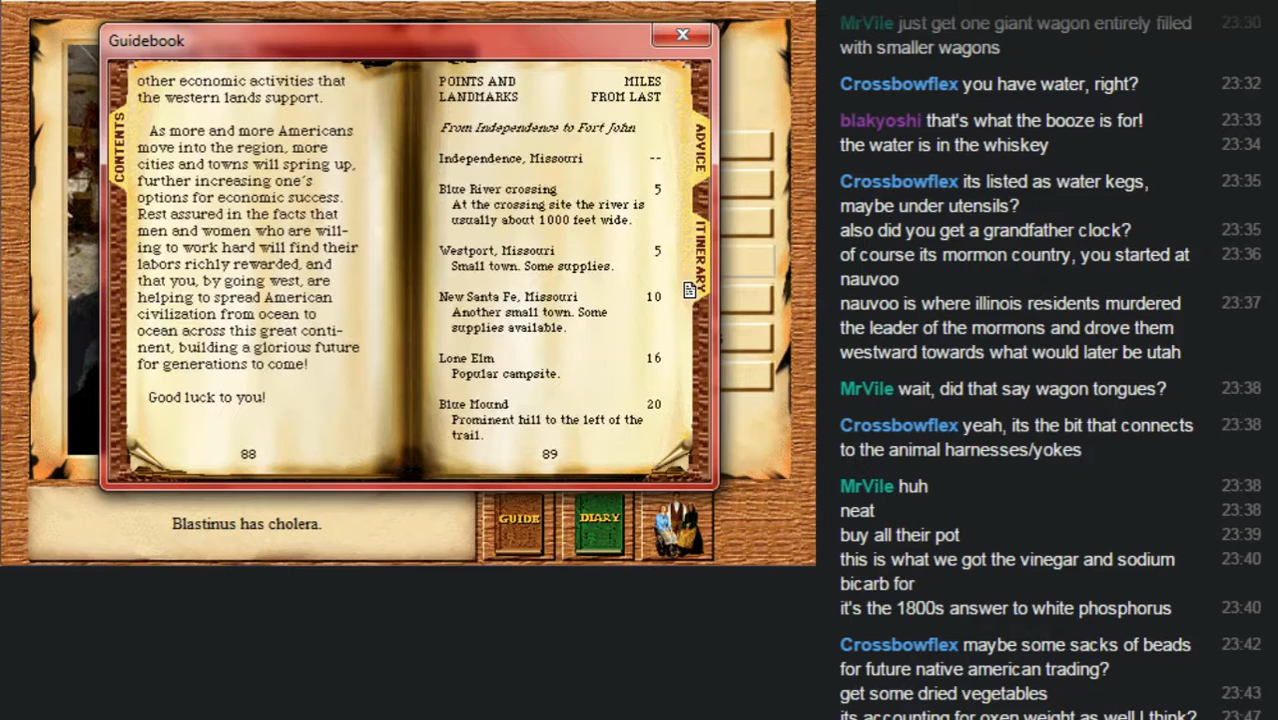 Guidebook
CONTENTS
other economic activities that
the western lands support.
As more and more Americans
move into the region, more
cities and towns will spring up,
further increasing one's
options for economic success.
Rest assured in the facts that
men and women who are will-
ing to work hard will find their
labors richly rewarded, and
that you, by going west, are
helping to spread American
civilization from ocean to
ocean across this great conti-
nent, building a glorious future
for generations to come!
Good luck to you!
88
POINTS AND MILES
LANDMARKS FROM LAST
From Independence to Fort John
Independence, Missouri --
Blue River crossing 5
At the crossing site the river is
usually about 1000 feet wide.
Westport, Missouri 5
Small town. Some supplies.
New Santa Fe, Missouri 10
Another small town. Some
supplies available.
Lone Elm 16
Popular campsite.
Blue Mound 20
Prominent hill to the left of the
trail.
89
ADVICE
ITINERARY
Blastinus has cholera.
GUIDE
DIARY
MrVile just get one giant wagon entirely filled 23:30
with smaller wagons
Crossbowflex you have water, right? 23:32
blakyoshi that's what the booze is for! 23:33
the water is in the whiskey 23:34
Crossbowflex its listed as water kegs, 23:35
maybe under utensils?
also did you get a grandfather clock? 23:35
of course its mormon country, you started at 23:36
nauvoo
nauvoo is where illinois residents murdered 23:37
the leader of the mormons and drove them
westward towards what would later be utah
MrVile wait, did that say wagon tongues? 23:38
Crossbowflex yeah, its the bit that connects 23:38
to the animal harnesses/yokes
MrVile huh 23:38
neat 23:38
buy all their pot 23:39
this is what we got the vinegar and sodium 23:40
bicarb for
it's the 1800s answer to white phosphorus 23:40
Crossbowflex maybe some sacks of beads 23:42
for future native american trading?
get some dried vegetables 23:43
its accounting for oxen weight as well I think? 23:47